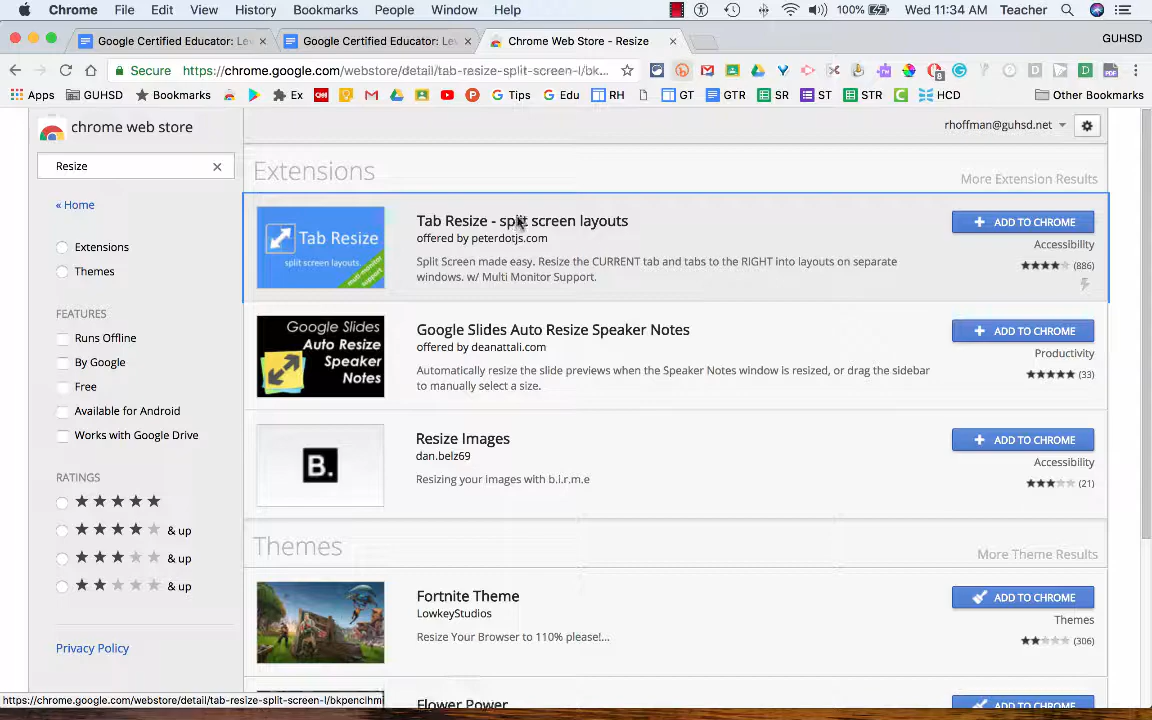 Chrome File Edit View History Bookmarks People Window Help 100% Wed 11:34 AM Teacher
Google Certified Educator: Lev × Google Certified Educator: Lev × Chrome Web Store - Resize × GUHSD
Secure https://chrome.google.com/webstore/detail/tab-resize-split-screen-l/bk...
Apps GUHSD Bookmarks Ex CNN Gmail Tips Edu RH GT GTR SR ST STR HCD Other Bookmarks
chrome web store
rhoffman@guhsd.net
Resize
« Home
Extensions
Themes
FEATURES
Runs Offline
By Google
Free
Available for Android
Works with Google Drive
RATINGS
& up
& up
& up
Privacy Policy
Extensions
More Extension Results
Tab Resize
split screen layouts.
multi-monitor support
Tab Resize - split screen layouts
offered by peterdotjs.com
Split Screen made easy. Resize the CURRENT tab and tabs to the RIGHT into layouts on separate
windows. w/ Multi Monitor Support.
ADD TO CHROME
Accessibility
(886)
Google Slides
Auto Resize
Speaker
Notes
Google Slides Auto Resize Speaker Notes
offered by deanattali.com
Automatically resize the slide previews when the Speaker Notes window is resized, or drag the sidebar
to manually select a size.
ADD TO CHROME
Productivity
(33)
B.
Resize Images
dan.belz69
Resizing your images with b.l.r.m.e
ADD TO CHROME
Accessibility
(21)
Themes
More Theme Results
Fortnite Theme
LowkeyStudios
Resize Your Browser to 110% please!...
ADD TO CHROME
Themes
(306)
Flower Power
ADD TO CHROME
https://chrome.google.com/webstore/detail/tab-resize-split-screen-l/bkpenclhmi